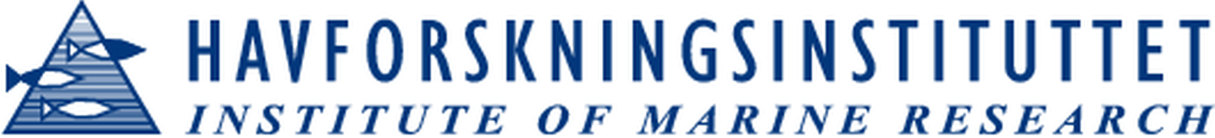 HAVFORSKNINGSINSTITUTTET
INSTITUTE OF MARINE RESEARCH